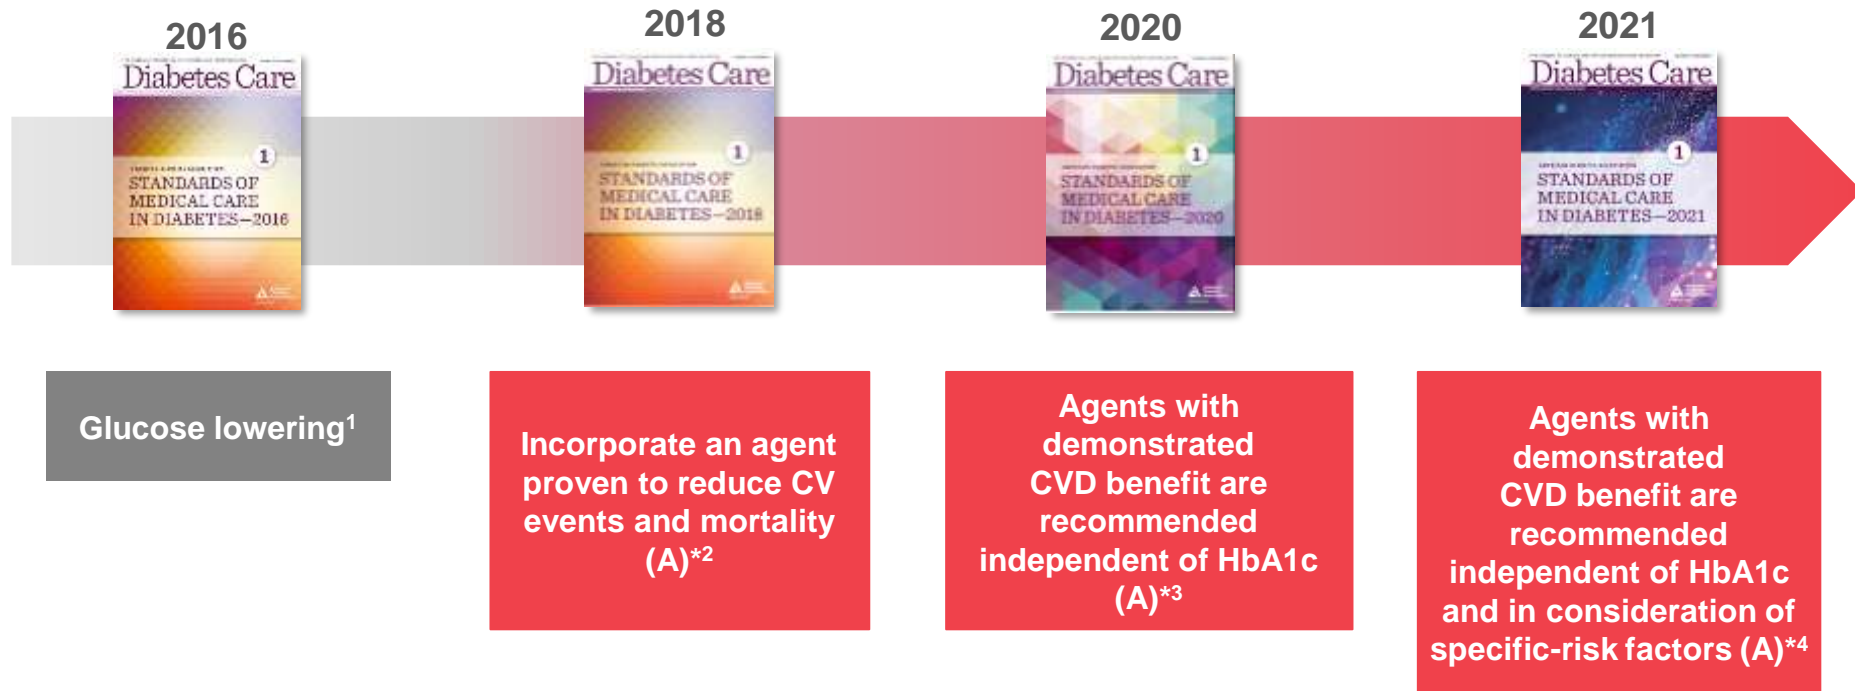 2016
2018
2020
2021
Diabetes Care
1
STANDARDS OF
MEDICAL CARE
IN DIABETES—2016
Diabetes Care
1
STANDARDS OF
MEDICAL CARE
IN DIABETES—2018
Diabetes Care
1
STANDARDS OF
MEDICAL CARE
IN DIABETES—2020
Diabetes Care
1
STANDARDS OF
MEDICAL CARE
IN DIABETES—2021
Glucose lowering¹
Incorporate an agent
proven to reduce CV
events and mortality
(A)*²
Agents with
demonstrated
CVD benefit are
recommended
independent of HbA1c
(A)*³
Agents with
demonstrated
CVD benefit are
recommended
independent of HbA1c
and in consideration of
specific-risk factors (A)*⁴